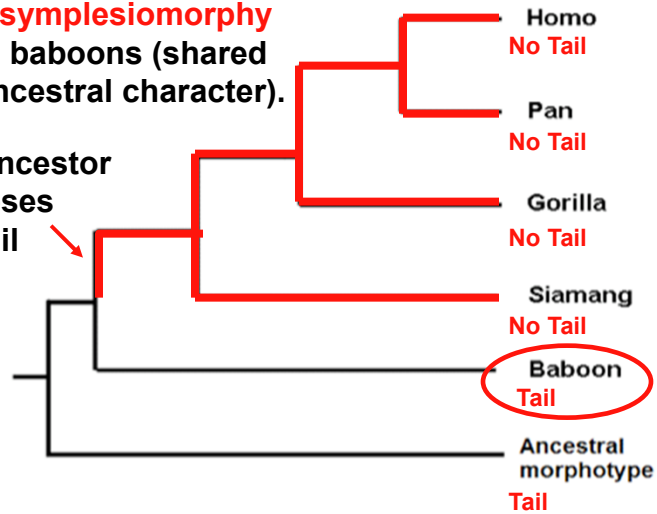 symplesiomorphy
baboons (shared
ncestral character).
ncestor
ses
il
Homo
No Tail
Pan
No Tail
Gorilla
No Tail
Siamang
No Tail
Baboon
Tail
Ancestral
morphotype
Tail